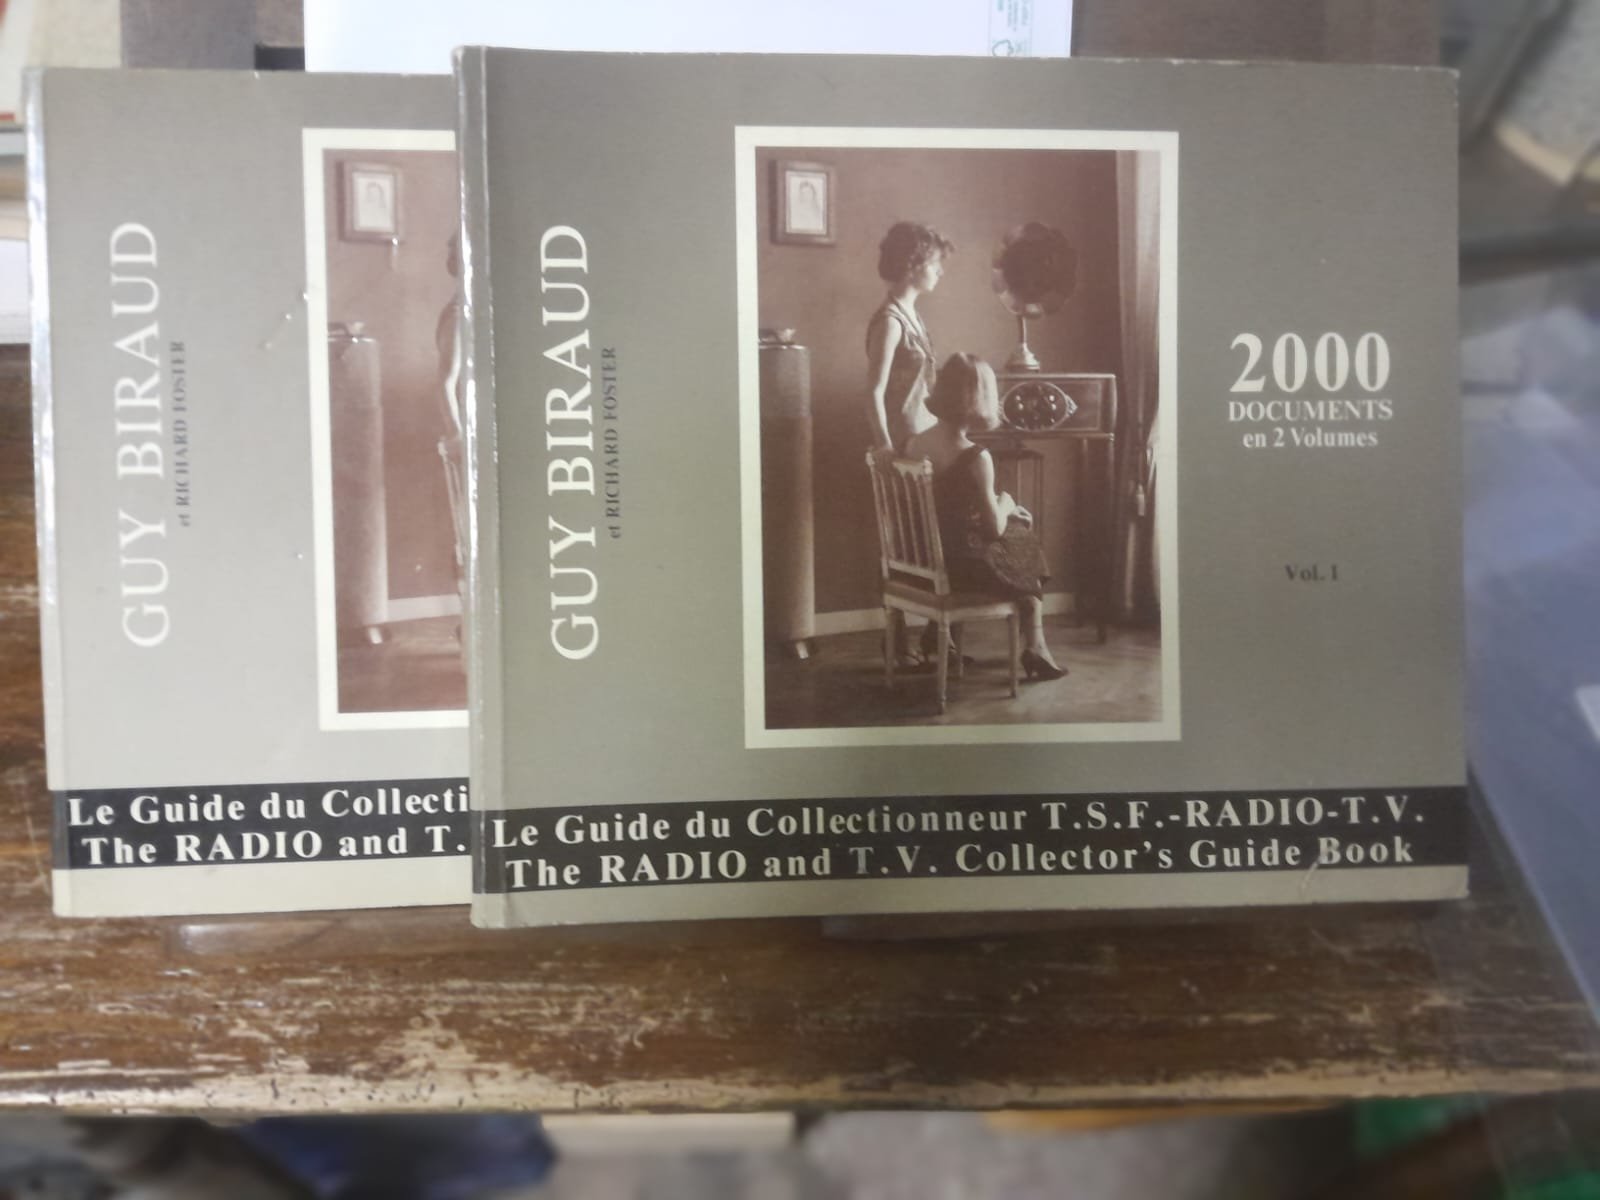 GUY BIRAUD
et RICHARD FOSTER
Le Guide du Collecti
The RADIO and T.
GUY BIRAUD
et RICHARD FOSTER
2000
DOCUMENTS
en 2 Volumes
Vol. 1
Le Guide du Collectionneur T.S.F.-RADIO-T.V.
The RADIO and T.V. Collector's Guide Book